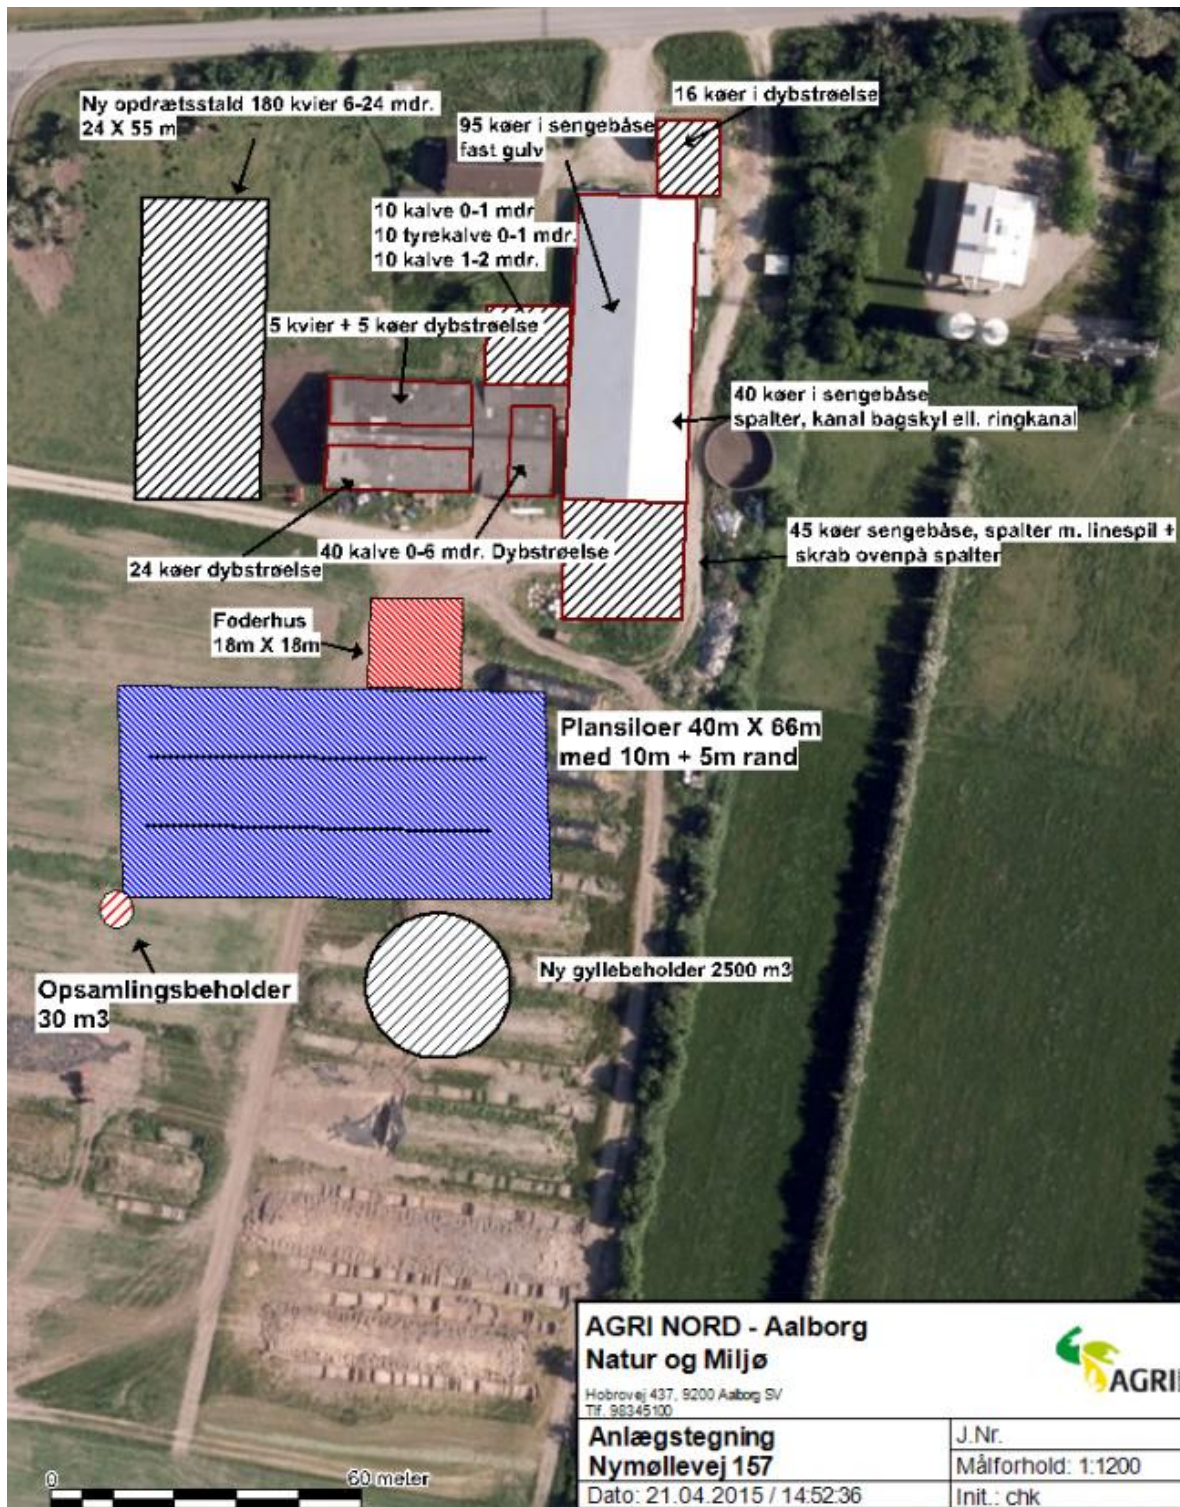 Ny opdrætsstald 180 kvier 6-24 mdr.
24 X 55 m
16 køer i dybstrøelse
95 køer i sengebåse
fast gulv
10 kalve 0-1 mdr
10 tyrekalve 0-1 mdr.
10 kalve 1-2 mdr.
5 kvier + 5 køer dybstrøelse
40 køer i sengebåse
spalter, kanal bagskyl ell. ringkanal
45 køer sengebåse, spalter m. linespil +
skrab ovenpå spalter
40 kalve 0-6 mdr. Dybstrøelse
24 køer dybstrøelse
Foderhus
18m X 18m
Plansiloer 40m X 66m
med 10m + 5m rand
Ny gyllebeholder 2500 m3
Opsamlingsbeholder
30 m3
AGRI NORD - Aalborg
Natur og Miljø
Hobrovej 437, 9200 Aalborg SV
Tlf. 98345100
AGRI
Anlægstegning
Nymøllevej 157
J.Nr.
Målforhold: 1:1200
Dato: 21.04.2015 / 14:52:36
Init.: chk
0 60 meter